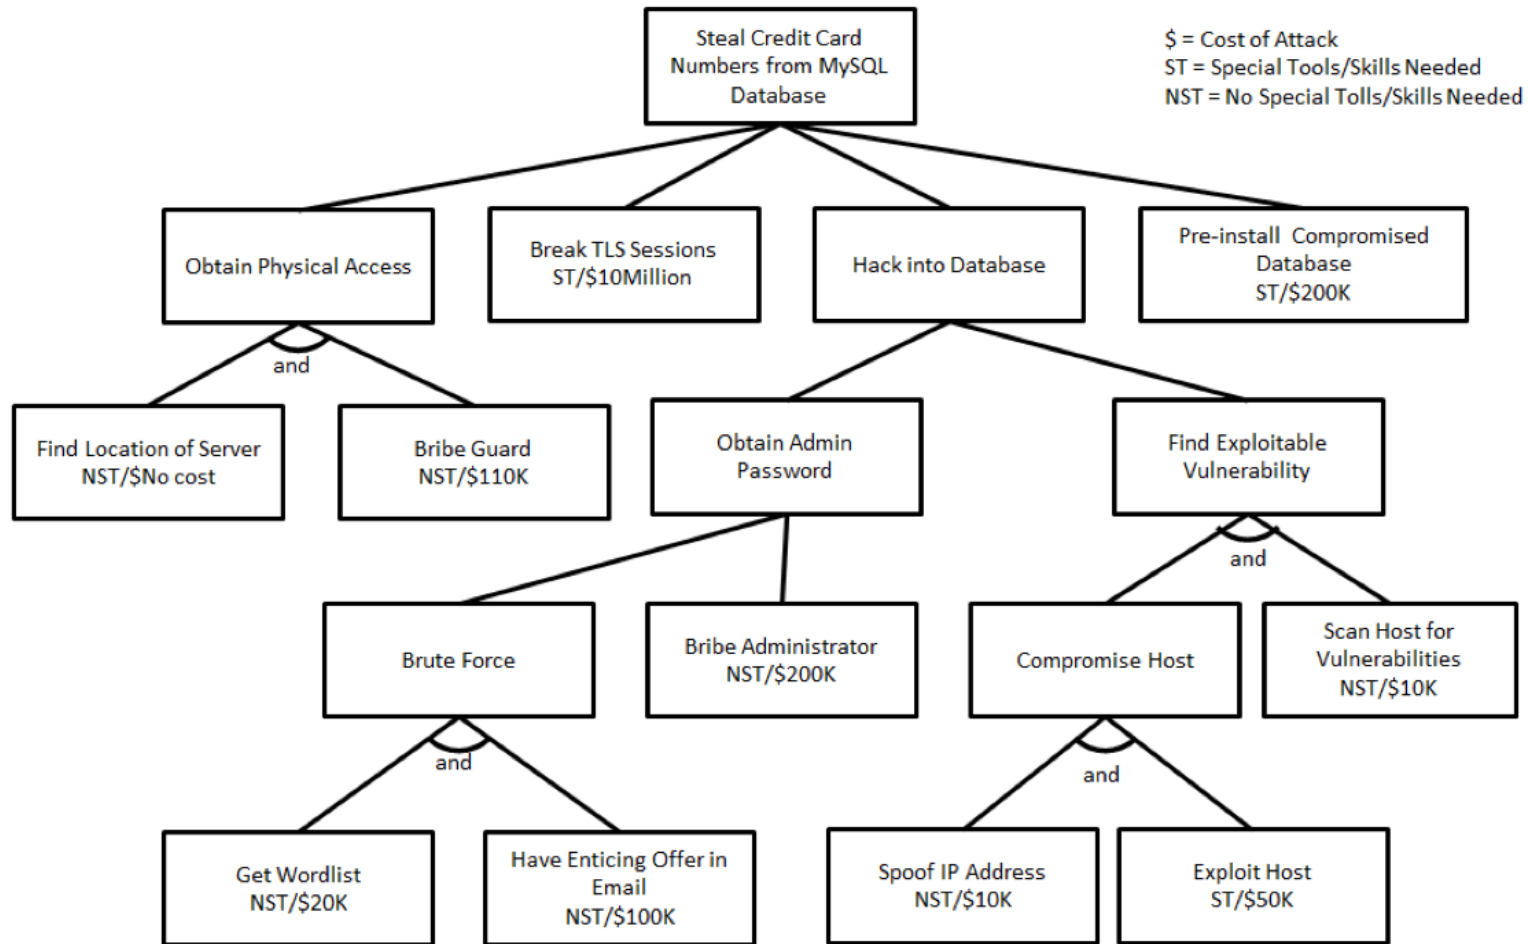 Steal Credit Card
Numbers from MySQL
Database
$ = Cost of Attack
ST = Special Tools/Skills Needed
NST = No Special Tolls/Skills Needed
Obtain Physical Access
Break TLS Sessions
ST/$10Million
Hack into Database
Pre-install Compromised
Database
ST/$200K
and
Find Location of Server
NST/$No cost
Bribe Guard
NST/$110K
Obtain Admin
Password
Find Exploitable
Vulnerability
and
Brute Force
Bribe Administrator
NST/$200K
Compromise Host
Scan Host for
Vulnerabilities
NST/$10K
and
and
Get Wordlist
NST/$20K
Have Enticing Offer in
Email
NST/$100K
Spoof IP Address
NST/$10K
Exploit Host
ST/$50K